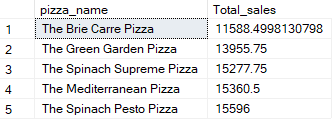 pizza_name Total_sales
1 The Brie Carre Pizza 11588.4998130798
2 The Green Garden Pizza 13955.75
3 The Spinach Supreme Pizza 15277.75
4 The Mediterranean Pizza 15360.5
5 The Spinach Pesto Pizza 15596